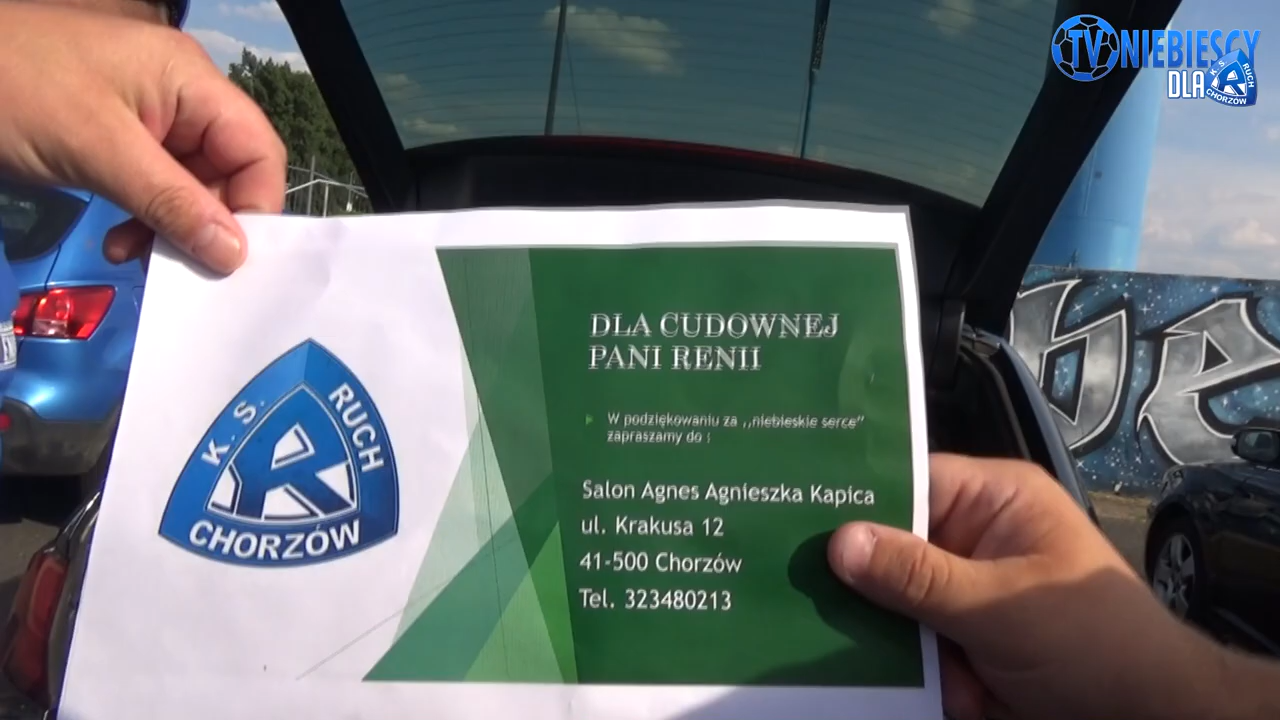 TV NIEBIESCY
DLA
K. S. RUCH
CHORZÓW
K. S. RUCH
CHORZÓW
DLA CUDOWNEJ
PANI RENII
W podziękowaniu za ,,niebieskie serce”
zapraszamy do :
Salon Agnes Agnieszka Kapica
ul. Krakusa 12
41-500 Chorzów
Tel. 323480213
be